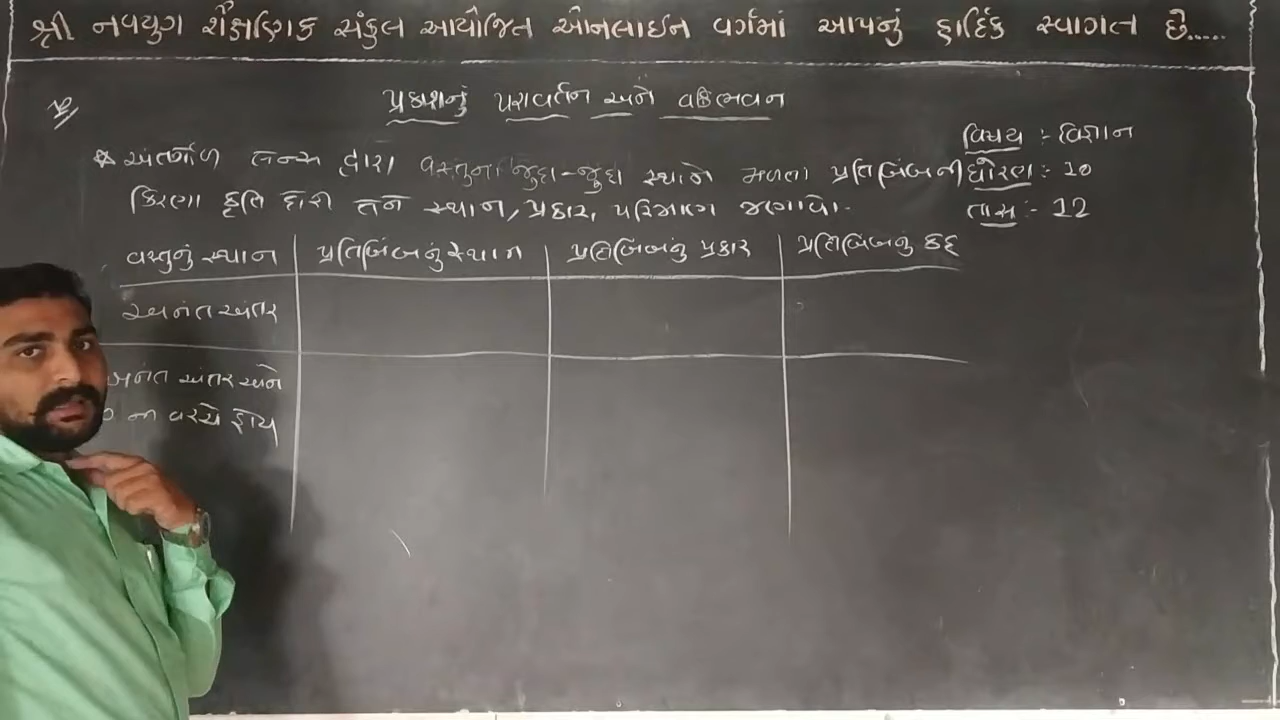 શ્રી નવયુગ શૈક્ષણિક સંકુલ આયોજિત ઓનલાઇન વર્ગમાં આપનું હાર્દિક સ્વાગત છે.....
પ્રકાશનું પરાવર્તન અને વક્રિભવન
વિષય :- વિજ્ઞાન
ધોરણ :- 10
તાસ :- 12
* અંતર્ગોળ લેન્સ દ્વારા વસ્તુના જુદા-જુદા સ્થાને મળતા પ્રતિબિંબની
કિરણા કૃતિ દોરી તેના સ્થાન, પ્રકાર, પરિમાણ જણાવો.
વસ્તુનું સ્થાન પ્રતિબિંબનું સ્થાન પ્રતિબિંબનું પ્રકાર પ્રતિબિંબનું કદ
અનંત અંતર
અનંત અંતર અને
ના વચ્ચે હોય